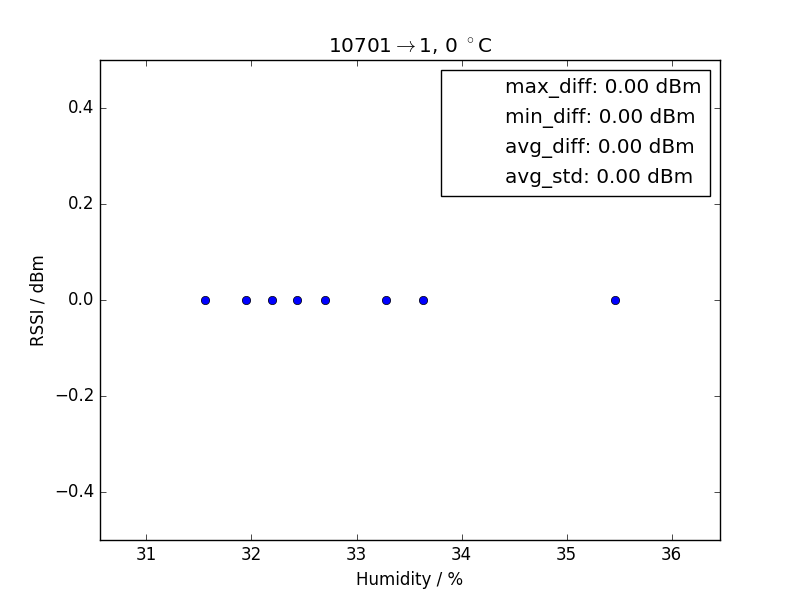 10701→1, 0 °C
max_diff: 0.00 dBm
min_diff: 0.00 dBm
avg_diff: 0.00 dBm
avg_std: 0.00 dBm
RSSI / dBm
0.4
0.2
0.0
−0.2
−0.4
31 32 33 34 35 36
Humidity / %